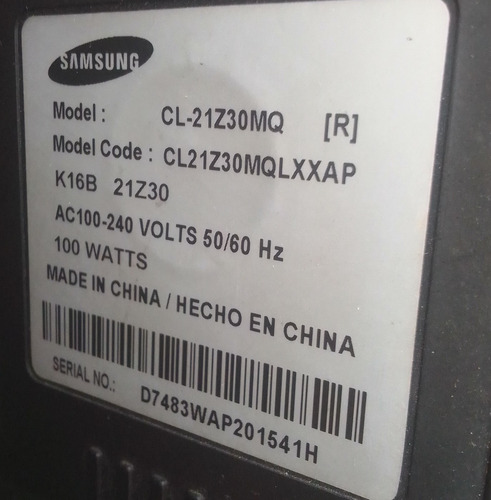 SAMSUNG
Model : CL-21Z30MQ [R]
Model Code : CL21Z30MQLXXAP
K16B 21Z30
AC100-240 VOLTS 50/60 Hz
100 WATTS
MADE IN CHINA / HECHO EN CHINA
SERIAL NO.: D7483WAP201541H